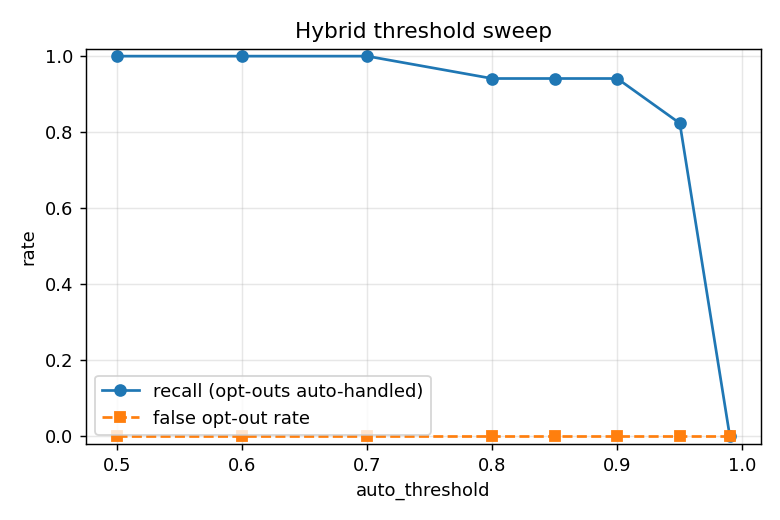 Hybrid threshold sweep
1.0
0.8
0.6
0.4
0.2
0.0
rate
recall (opt-outs auto-handled)
false opt-out rate
0.5 0.6 0.7 0.8 0.9 1.0
auto_threshold